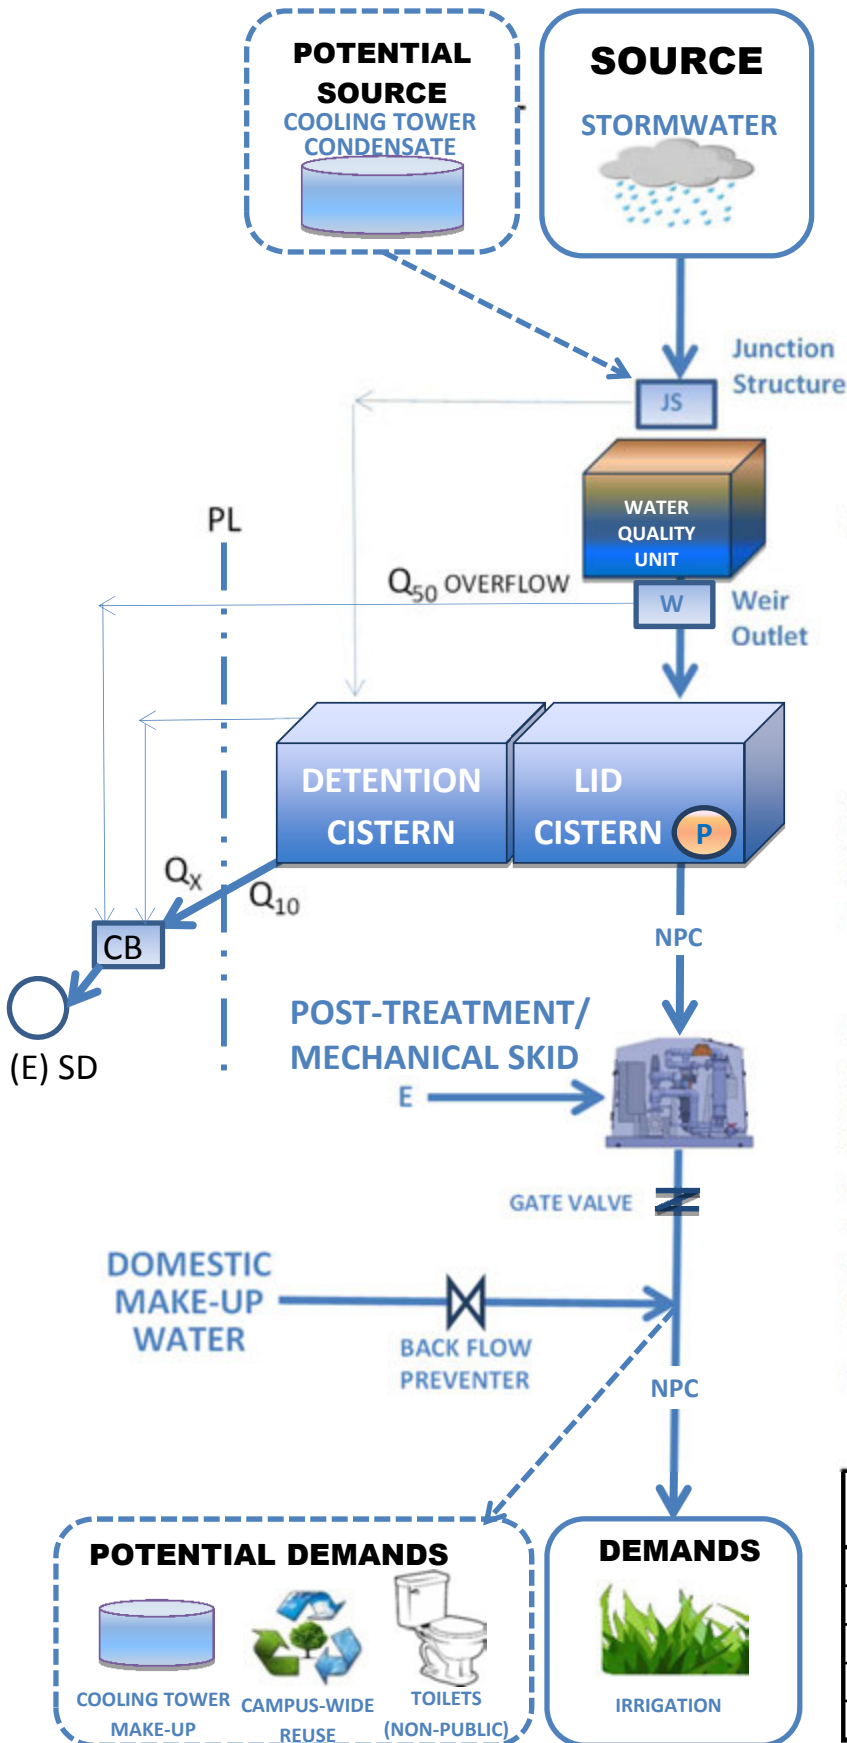 POTENTIAL
SOURCE
COOLING TOWER
CONDENSATE
SOURCE
STORMWATER
Junction
Structure
JS
WATER
QUALITY
UNIT
PL
Q50 OVERFLOW
W
Weir
Outlet
DETENTION
CISTERN
LID
CISTERN
P
QX
Q10
CB
(E) SD
NPC
POST-TREATMENT/
MECHANICAL SKID
E
GATE VALVE
DOMESTIC
MAKE-UP
WATER
BACK FLOW
PREVENTER
NPC
POTENTIAL DEMANDS
COOLING TOWER
MAKE-UP
CAMPUS-WIDE
REUSE
TOILETS
(NON-PUBLIC)
DEMANDS
IRRIGATION